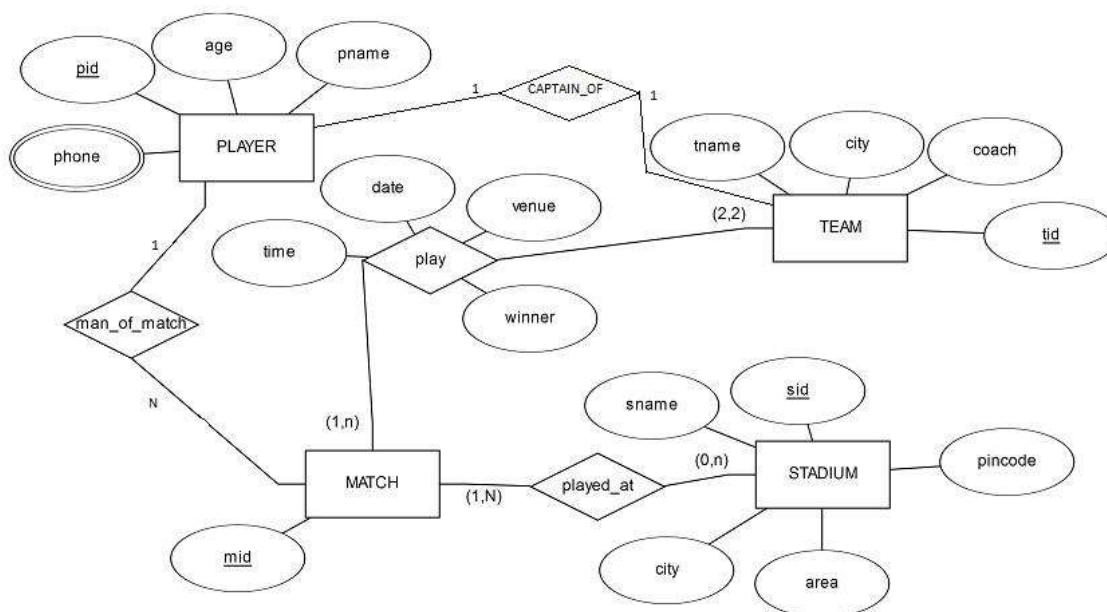 age
pname
pid
1
CAPTAIN_OF
1
PLAYER
phone
tname
city
coach
date
venue
(2,2)
TEAM
tid
time
play
1
winner
man_of_match
sname
sid
N
(1,n)
(0,n)
pincode
MATCH
(1,N)
played_at
STADIUM
mid
city
area